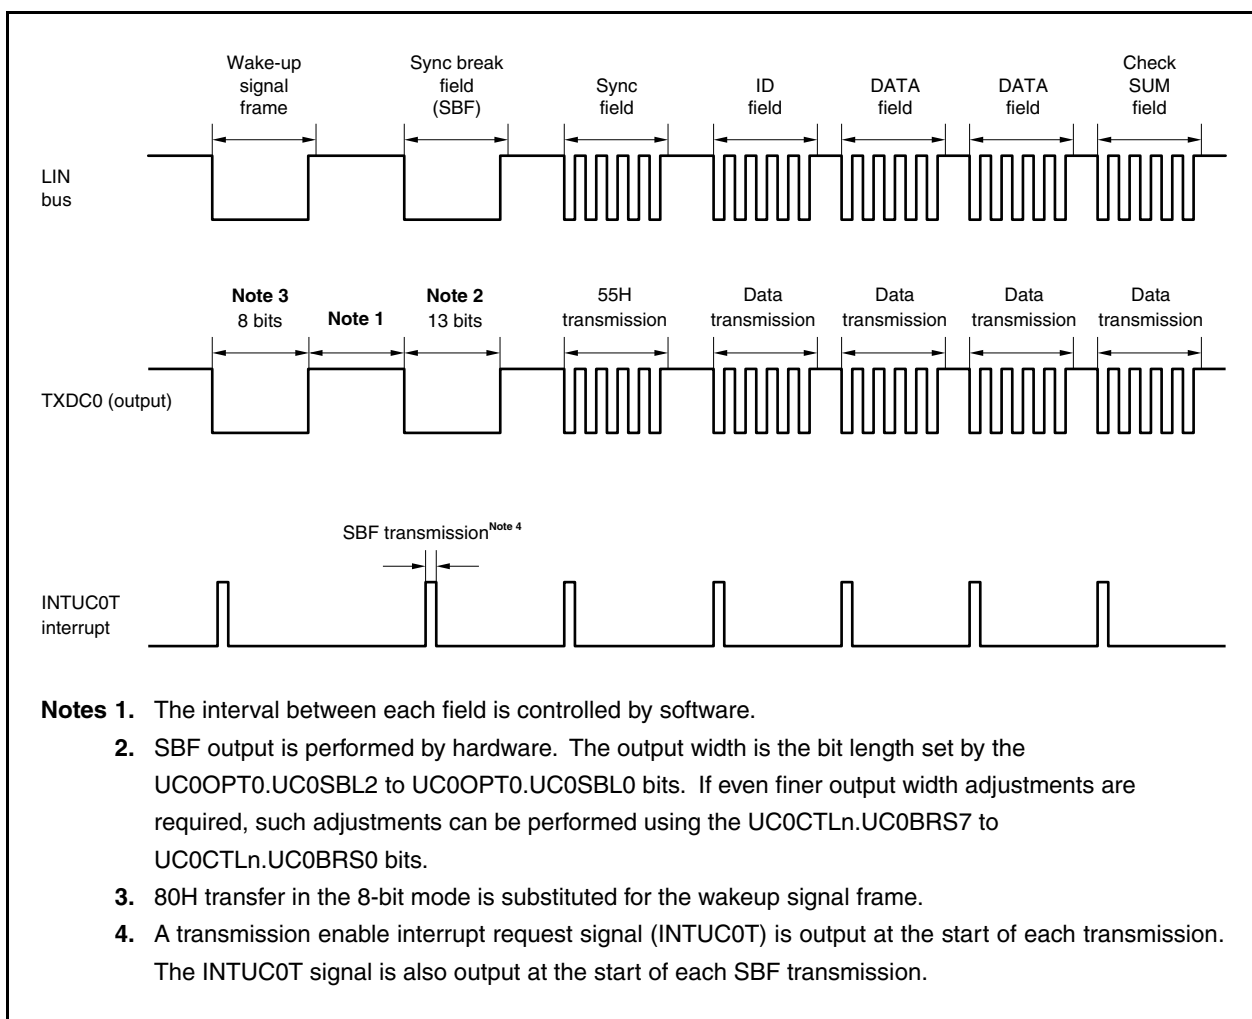 Wake-up
signal
frame
Sync break
field
(SBF)
Sync
field
ID
field
DATA
field
DATA
field
Check
SUM
field
LIN
bus
Note 3
8 bits
Note 1
Note 2
13 bits
55H
transmission
Data
transmission
Data
transmission
Data
transmission
Data
transmission
TXDC0 (output)
SBF transmission Note 4
INTUC0T
interrupt
Notes 1. The interval between each field is controlled by software.
2. SBF output is performed by hardware. The output width is the bit length set by the
UC0OPT0.UC0SBL2 to UC0OPT0.UC0SBL0 bits. If even finer output width adjustments are
required, such adjustments can be performed using the UC0CTLn.UC0BRS7 to
UC0CTLn.UC0BRS0 bits.
3. 80H transfer in the 8-bit mode is substituted for the wakeup signal frame.
4. A transmission enable interrupt request signal (INTUC0T) is output at the start of each transmission.
The INTUC0T signal is also output at the start of each SBF transmission.